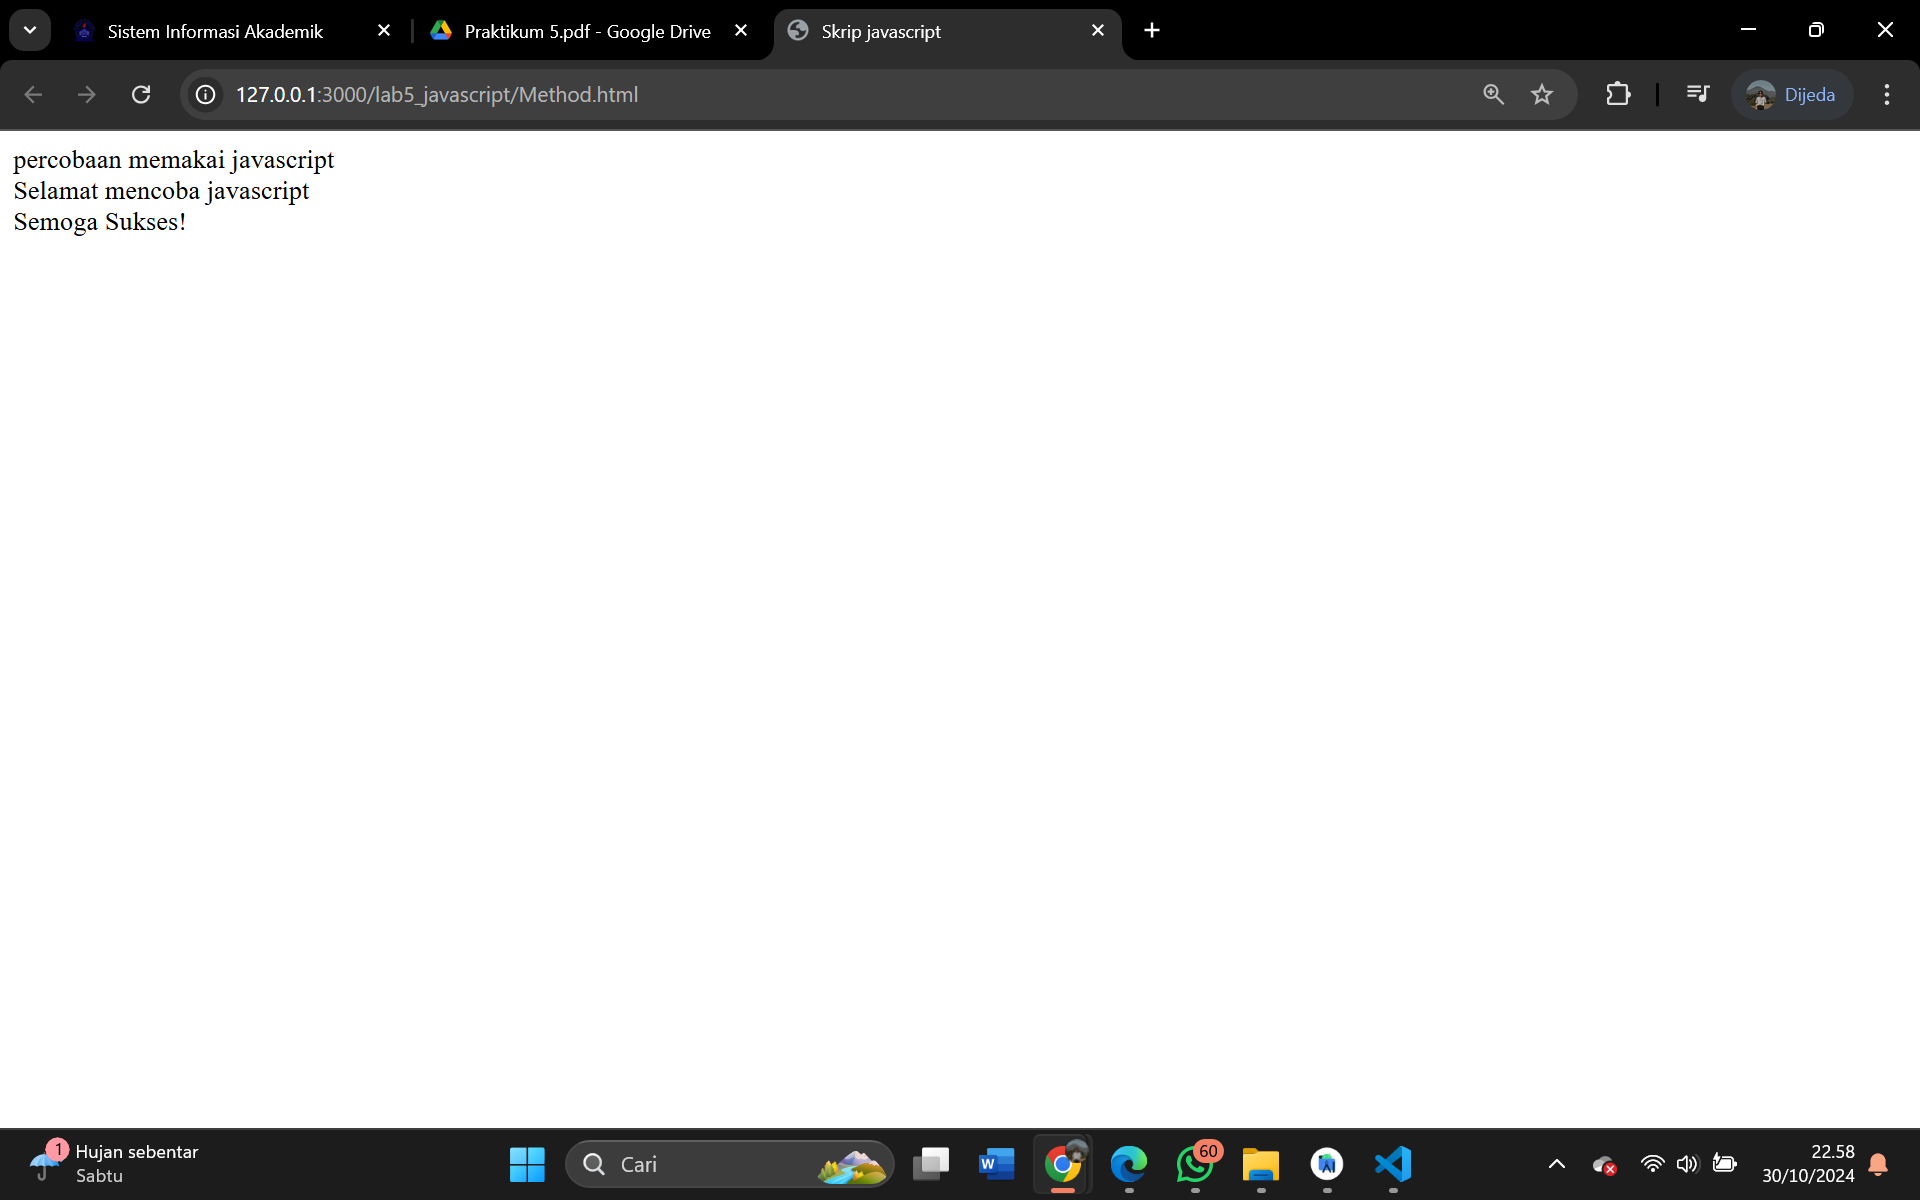 Sistem Informasi Akademik
Praktikum 5.pdf - Google Drive
Skrip javascript
127.0.0.1:3000/lab5_javascript/Method.html
Dijeda
percobaan memakai javascript
Selamat mencoba javascript
Semoga Sukses!
1
Hujan sebentar
Sabtu
Cari
W
60
22.58
30/10/2024